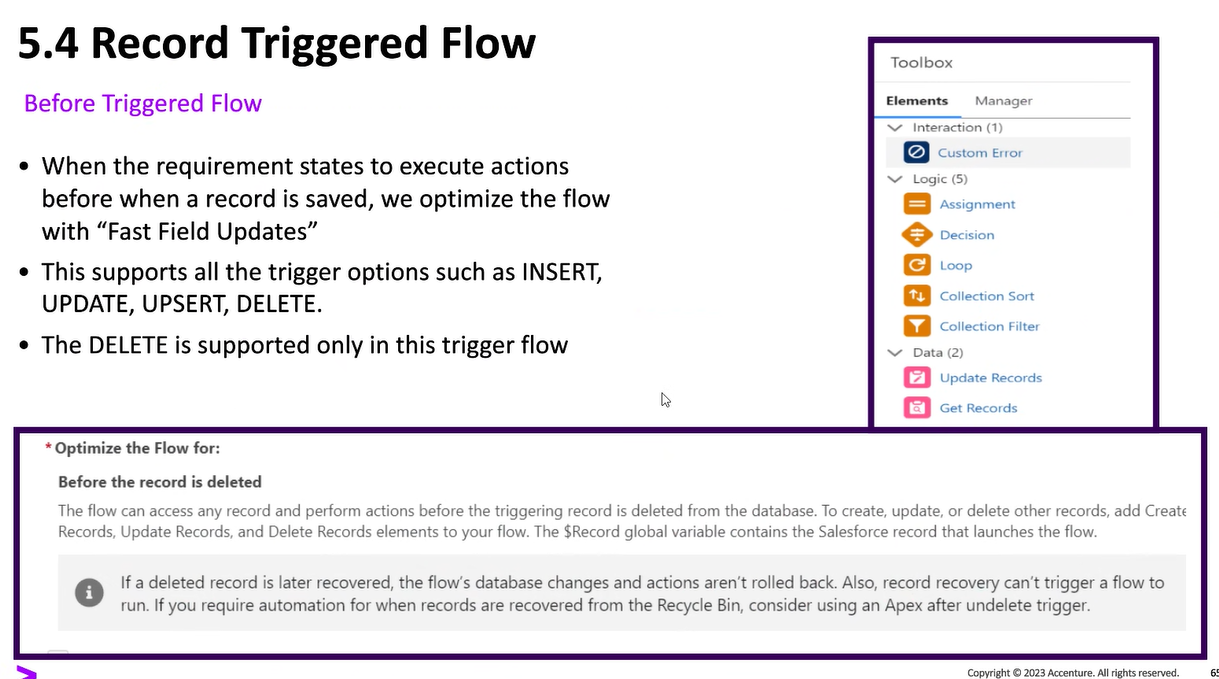 5.4 Record Triggered Flow
Before Triggered Flow
• When the requirement states to execute actions
before when a record is saved, we optimize the flow
with “Fast Field Updates”
• This supports all the trigger options such as INSERT,
UPDATE, UPSERT, DELETE.
• The DELETE is supported only in this trigger flow
Toolbox
Elements Manager
Interaction (1)
Custom Error
Logic (5)
Assignment
Decision
Loop
Collection Sort
Collection Filter
Data (2)
Update Records
Get Records
* Optimize the Flow for:
Before the record is deleted
The flow can access any record and perform actions before the triggering record is deleted from the database. To create, update, or delete other records, add Create
Records, Update Records, and Delete Records elements to your flow. The $Record global variable contains the Salesforce record that launches the flow.
If a deleted record is later recovered, the flow’s database changes and actions aren’t rolled back. Also, record recovery can’t trigger a flow to
run. If you require automation for when records are recovered from the Recycle Bin, consider using an Apex after undelete trigger.
Copyright © 2023 Accenture. All rights reserved.